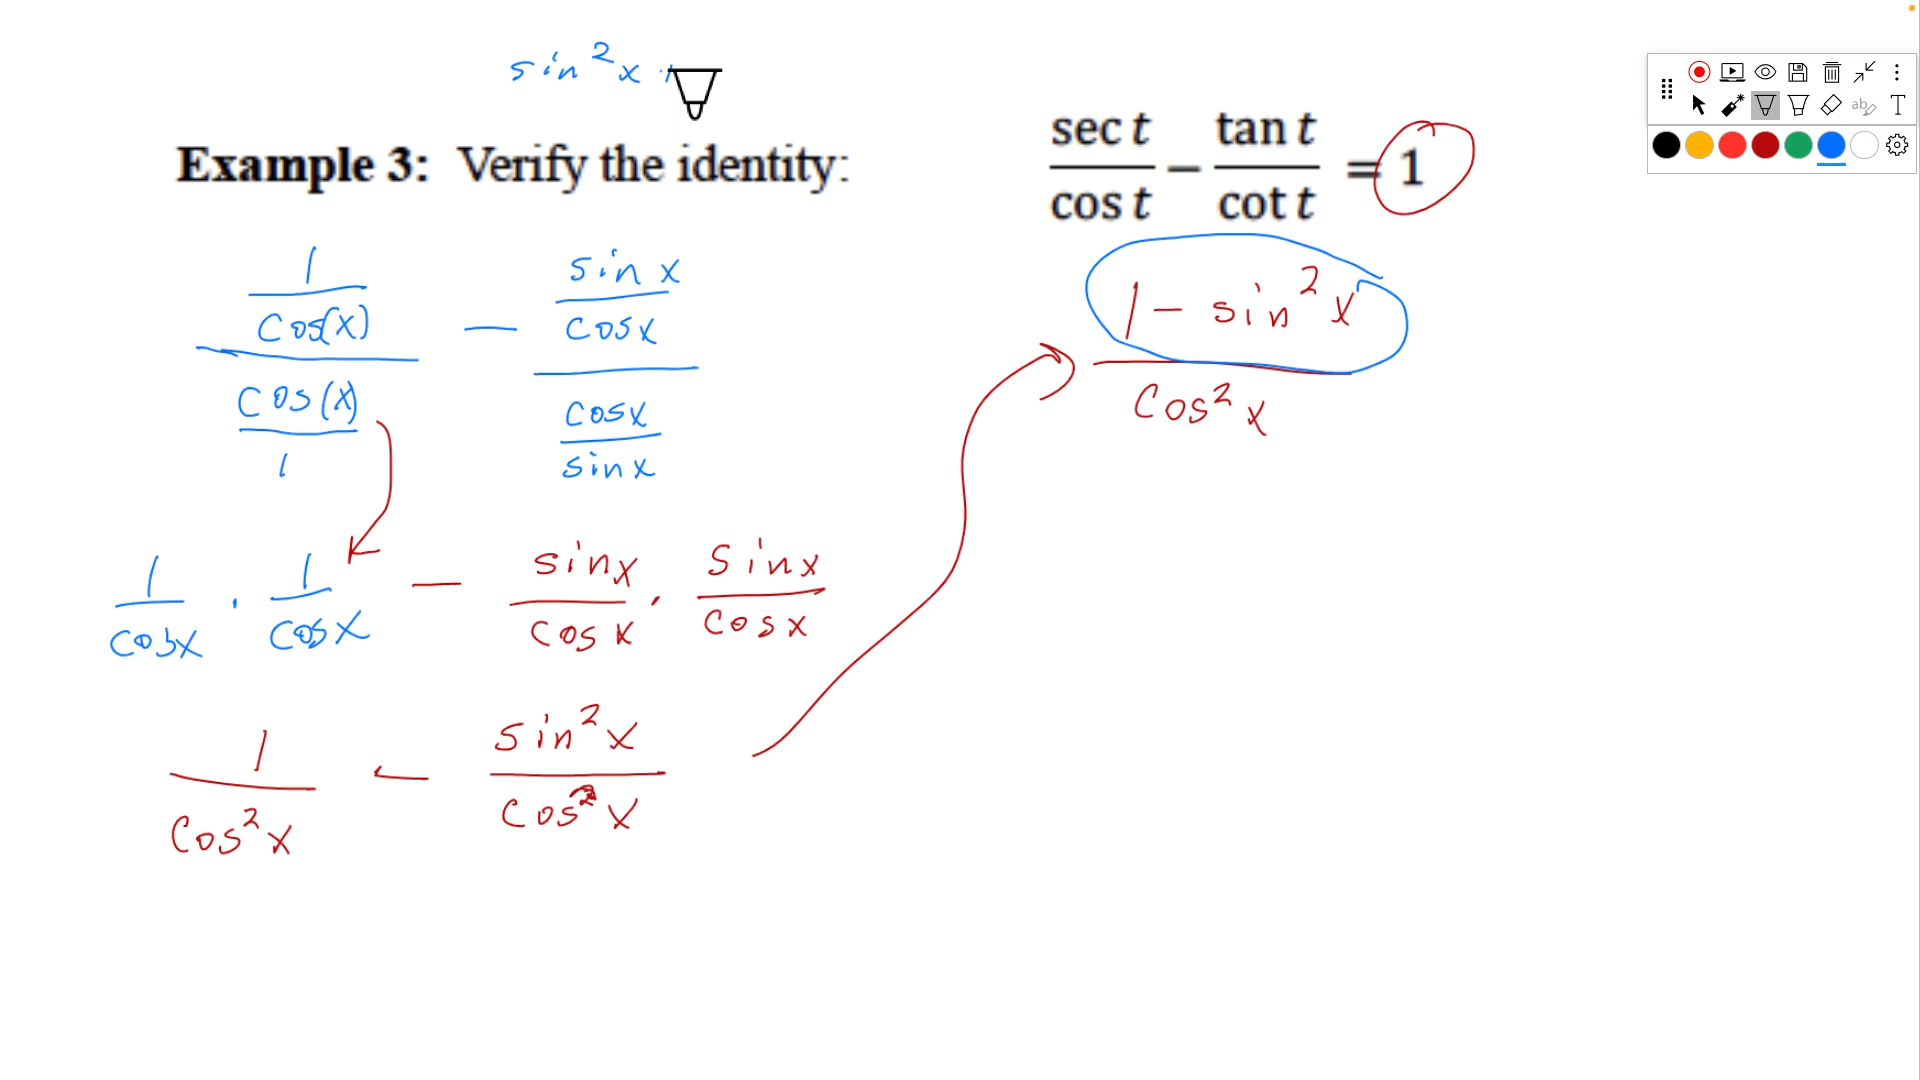 sin²x
Example 3: Verify the identity:
sec t / cos t − tan t / cot t = 1
1 / cos(x) / cos(x) / 1 − sin x / cos x / cos x / sin x
1 − sin²x / cos²x
1 / cos x · 1 / cos x − sin x / cos x · sin x / cos x
1 / cos²x − sin²x / cos²x